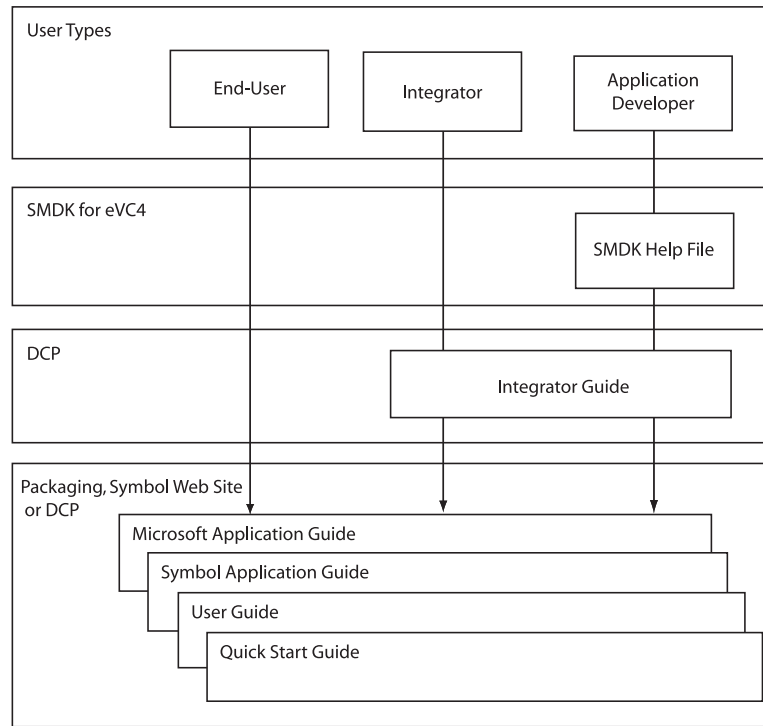 User Types
End-User
Integrator
Application
Developer
SMDK for eVC4
SMDK Help File
DCP
Integrator Guide
Packaging, Symbol Web Site
or DCP
Microsoft Application Guide
Symbol Application Guide
User Guide
Quick Start Guide